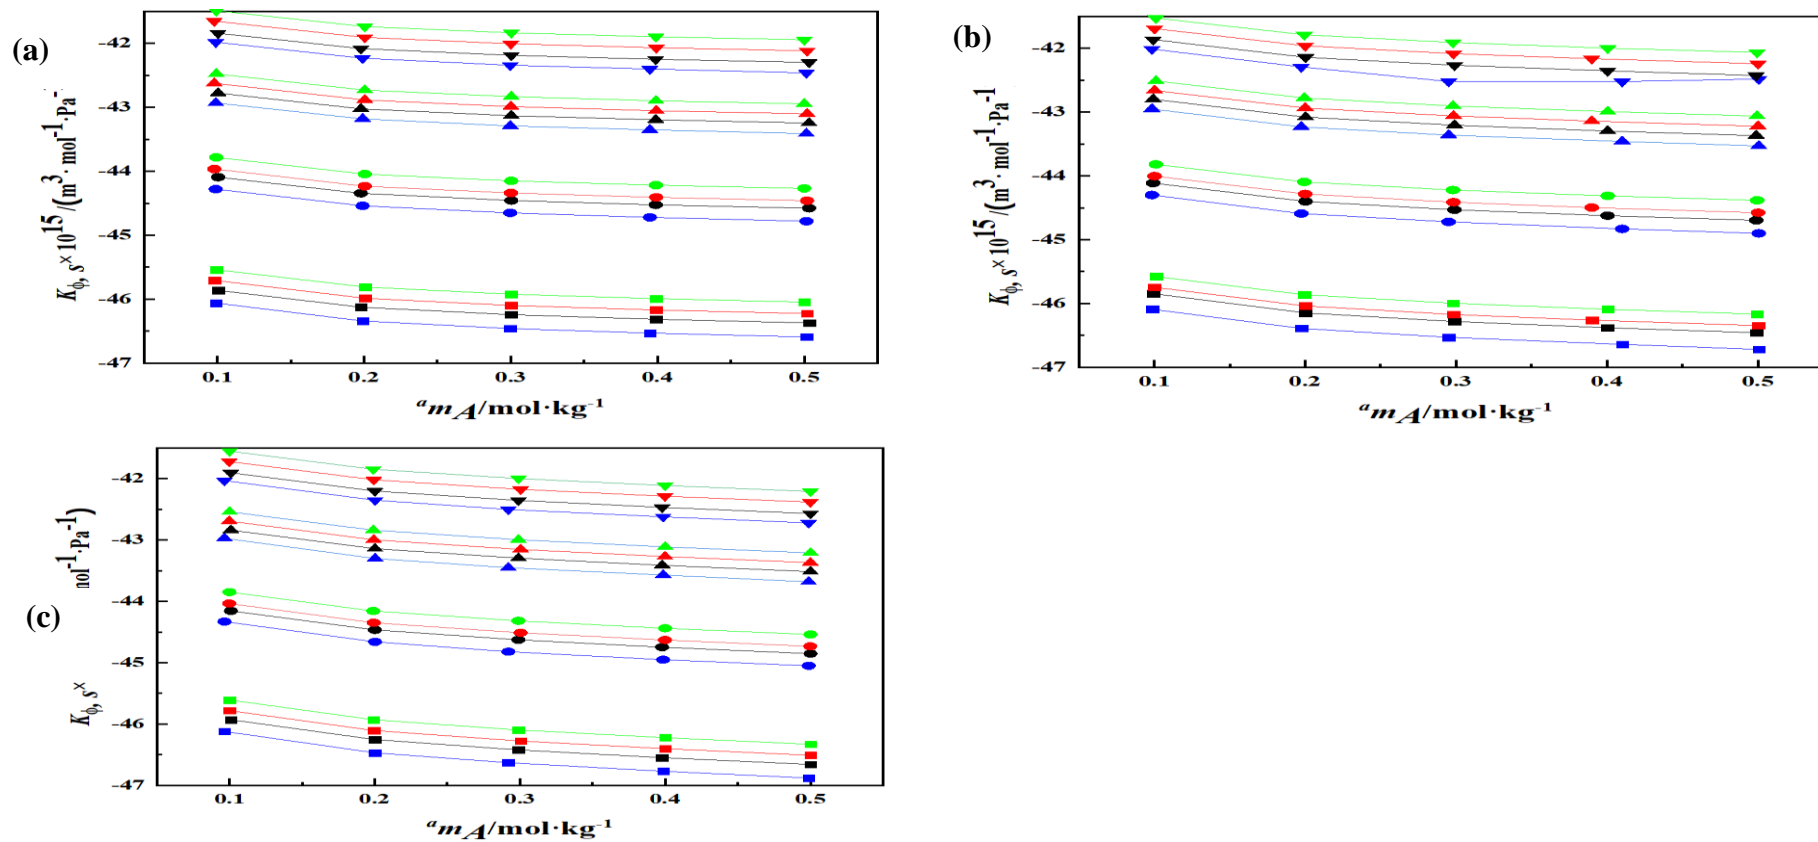 (a)
-42
-43
-44
-45
-46
-47
Kϕ, s× 10¹⁵ /(m³· mol⁻¹·Pa⁻
0.1 0.2 0.3 0.4 0.5
ᵃmA/mol·kg⁻¹
(b)
-42
-43
-44
-45
-46
-47
Kϕ, s× 10¹⁵ /(m³· mol⁻¹·Pa⁻¹
0.1 0.2 0.3 0.4 0.5
ᵃmA/mol·kg⁻¹
(c)
-42
-43
-44
-45
-46
-47
Kϕ, s×
nol⁻¹·Pa⁻¹)
0.1 0.2 0.3 0.4 0.5
ᵃmA/mol·kg⁻¹